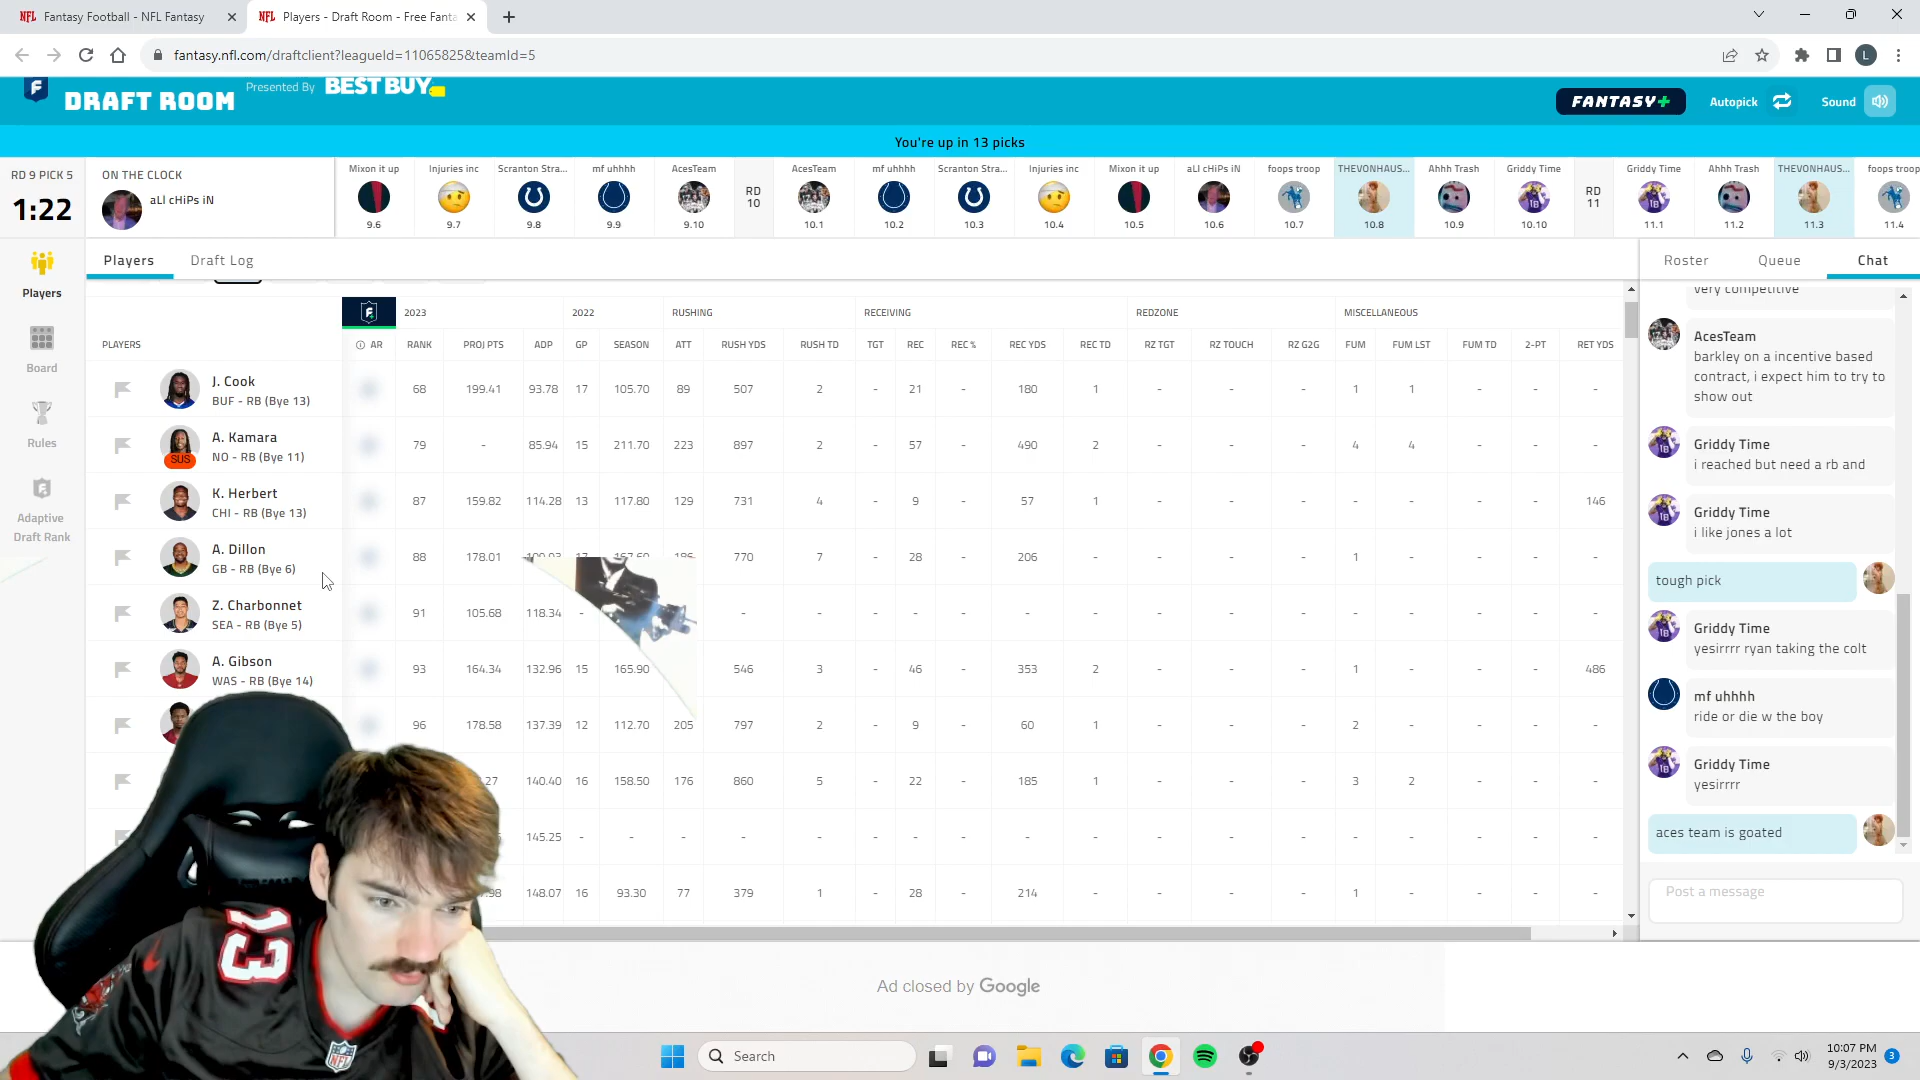 Fantasy Football - NFL Fantasy
Players - Draft Room - Free Fanta
fantasy.nfl.com/draftclient?leagueId=11065825&teamId=5
L
DRAFT ROOM
Presented By BEST BUY
FANTASY+
Autopick
Sound
You're up in 13 picks
RD 9 PICK 5
1:22
ON THE CLOCK
aLl cHiPs iN
Mixon it up
9.6
Injuries inc
9.7
Scranton Stra...
9.8
mf uhhhh
9.9
AcesTeam
9.10
RD
10
AcesTeam
10.1
mf uhhhh
10.2
Scranton Stra...
10.3
Injuries inc
10.4
Mixon it up
10.5
aLl cHiPs iN
10.6
foops troop
10.7
THEVONHAUS...
10.8
Ahhh Trash
10.9
Griddy Time
10.10
RD
11
Griddy Time
11.1
Ahhh Trash
11.2
THEVONHAUS...
11.3
foops troop
11.4
Players
Board
Rules
Adaptive
Draft Rank
Players Draft Log
2023 2022 RUSHING RECEIVING REDZONE MISCELLANEOUS
PLAYERS AR RANK PROJ PTS ADP GP SEASON ATT RUSH YDS RUSH TD TGT REC REC % REC YDS REC TD RZ TGT RZ TOUCH RZ G2G FUM FUM LST FUM TD 2-PT RET YDS
J. Cook
BUF - RB (Bye 13)
68 199.41 93.78 17 105.70 89 507 2 - 21 - 180 1 - - - 1 1 - - -
A. Kamara
NO - RB (Bye 11)
SUS
79 - 85.94 15 211.70 223 897 2 - 57 - 490 2 - - - 4 4 - - -
K. Herbert
CHI - RB (Bye 13)
87 159.82 114.28 13 117.80 129 731 4 - 9 - 57 1 - - - - - - - 146
A. Dillon
GB - RB (Bye 6)
88 178.01 770 7 - 28 - 206 - - - - 1 - - - -
Z. Charbonnet
SEA - RB (Bye 5)
91 105.68 118.34 - - - - - - - - - - - - - - - - -
A. Gibson
WAS - RB (Bye 14)
93 164.34 132.96 15 165.90 546 3 - 46 - 353 2 - - - 1 - - - 486
96 178.58 137.39 12 112.70 205 797 2 - 9 - 60 1 - - - 2 - - - -
.27 140.40 16 158.50 176 860 5 - 22 - 185 1 - - - 3 2 - - -
145.25 - - - - - - - - - - - - - - - - - -
.98 148.07 16 93.30 77 379 1 - 28 - 214 - - - - 1 - - - -
Roster Queue Chat
very competitive
AcesTeam
barkley on a incentive based
contract, i expect him to try to
show out
Griddy Time
i reached but need a rb and
Griddy Time
i like jones a lot
tough pick
Griddy Time
yesirrrr ryan taking the colt
mf uhhhh
ride or die w the boy
Griddy Time
yesirrrr
aces team is goated
Post a message
Ad closed by Google
13
NFL
Search
10:07 PM
9/3/2023
3